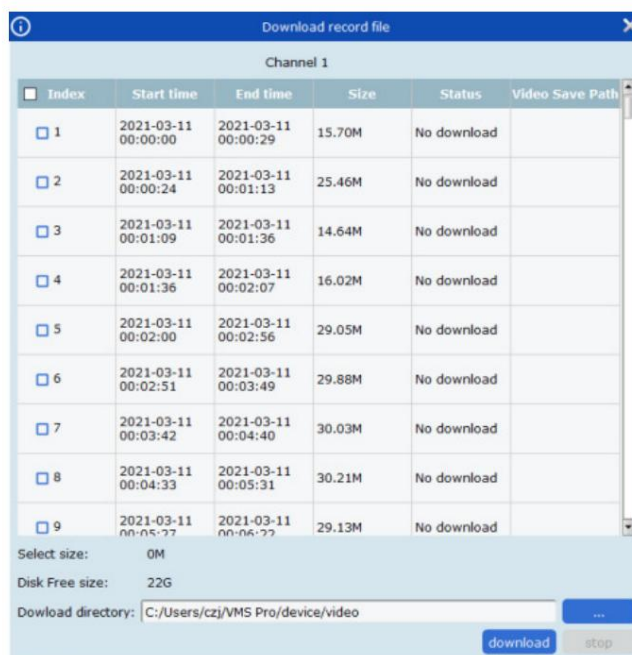 Download record file
Channel 1
Index Start time End time Size Status Video Save Path
1 2021-03-11 00:00:00 2021-03-11 00:00:29 15.70M No download
2 2021-03-11 00:00:24 2021-03-11 00:01:13 25.46M No download
3 2021-03-11 00:01:09 2021-03-11 00:01:36 14.64M No download
4 2021-03-11 00:01:36 2021-03-11 00:02:07 16.02M No download
5 2021-03-11 00:02:00 2021-03-11 00:02:56 29.05M No download
6 2021-03-11 00:02:51 2021-03-11 00:03:49 29.88M No download
7 2021-03-11 00:03:42 2021-03-11 00:04:40 30.03M No download
8 2021-03-11 00:04:33 2021-03-11 00:05:31 30.21M No download
9 2021-03-11 00:05:27 2021-03-11 00:06:22 29.13M No download
Select size: 0M
Disk Free size: 22G
Dowload directory: C:/Users/czj/VMS Pro/device/video ...
download stop